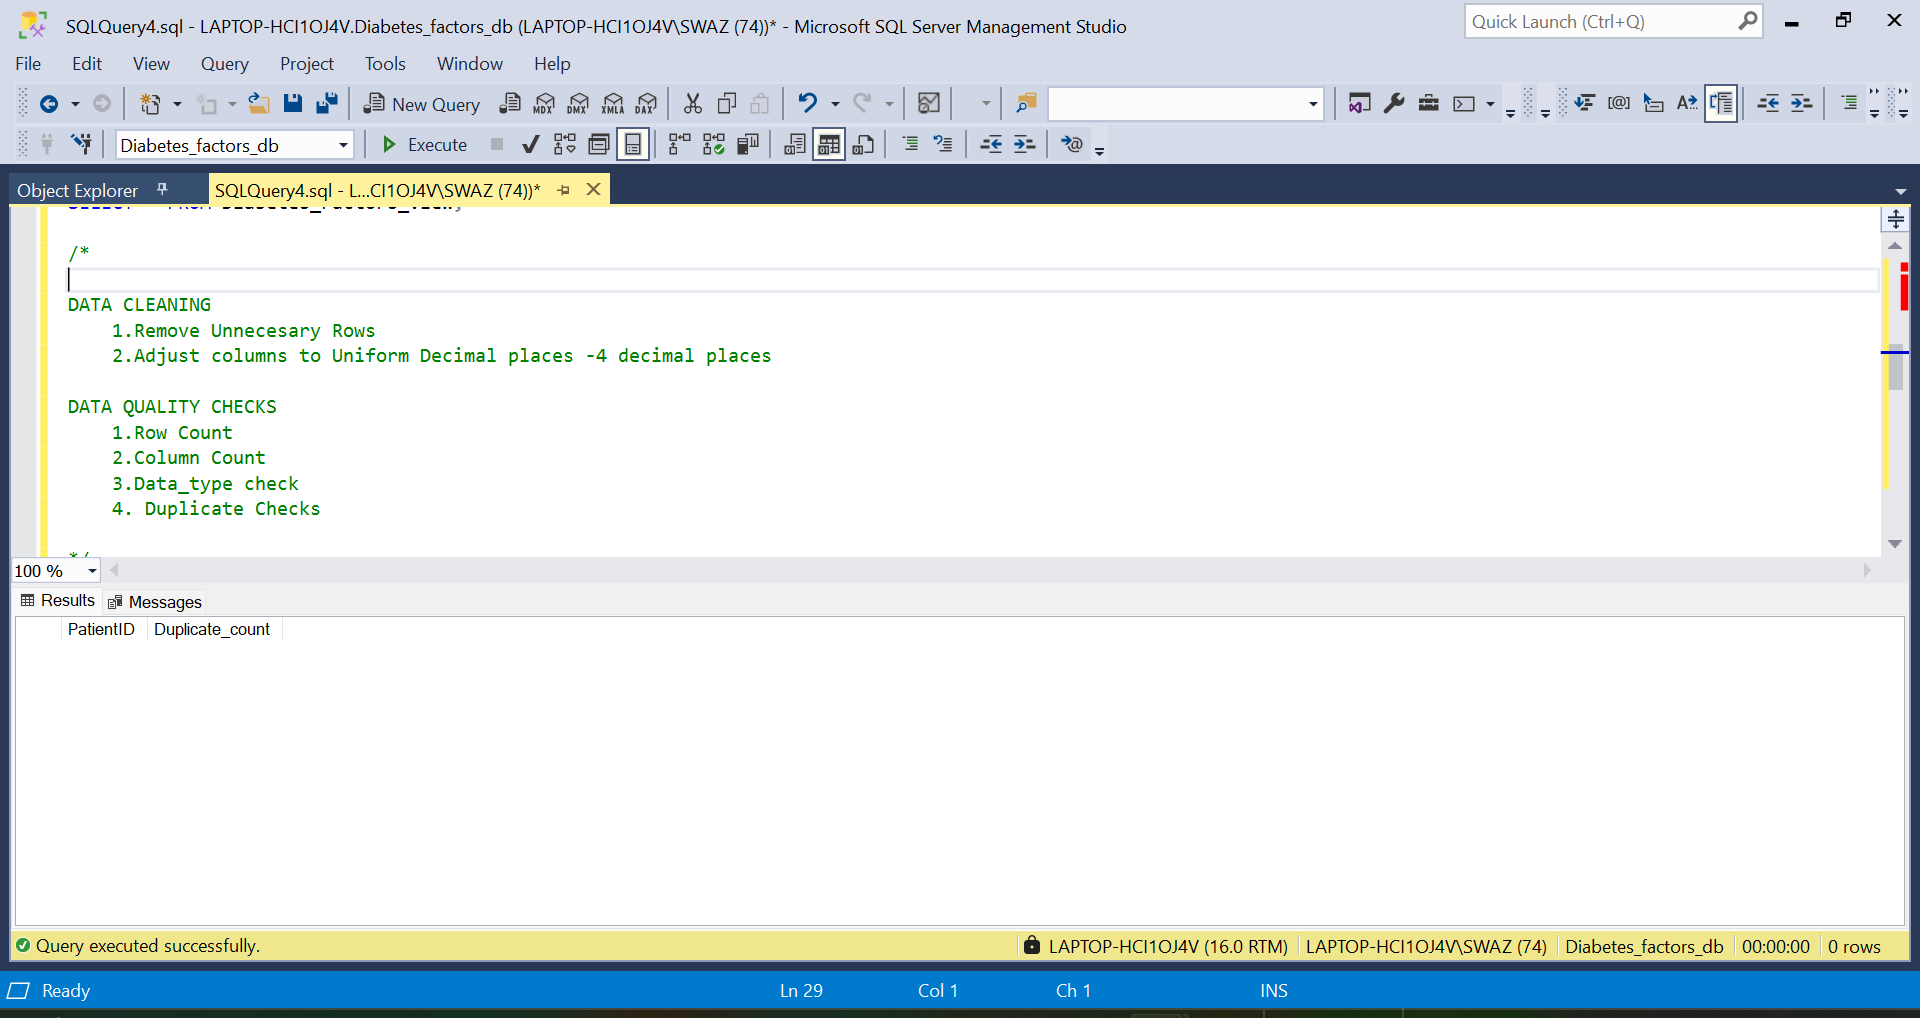 SQLQuery4.sql - LAPTOP-HCI1OJ4V.Diabetes_factors_db (LAPTOP-HCI1OJ4V\SWAZ (74))* - Microsoft SQL Server Management Studio
Quick Launch (Ctrl+Q)
File Edit View Query Project Tools Window Help
New Query MDX DMX XMLA DAX
Diabetes_factors_db Execute
Object Explorer SQLQuery4.sql - L...CI1OJ4V\SWAZ (74))*
/*
DATA CLEANING
1.Remove Unnecesary Rows
2.Adjust columns to Uniform Decimal places -4 decimal places
DATA QUALITY CHECKS
1.Row Count
2.Column Count
3.Data_type check
4. Duplicate Checks
*/
100 %
Results Messages
PatientID Duplicate_count
Query executed successfully. LAPTOP-HCI1OJ4V (16.0 RTM) LAPTOP-HCI1OJ4V\SWAZ (74) Diabetes_factors_db 00:00:00 0 rows
Ready Ln 29 Col 1 Ch 1 INS